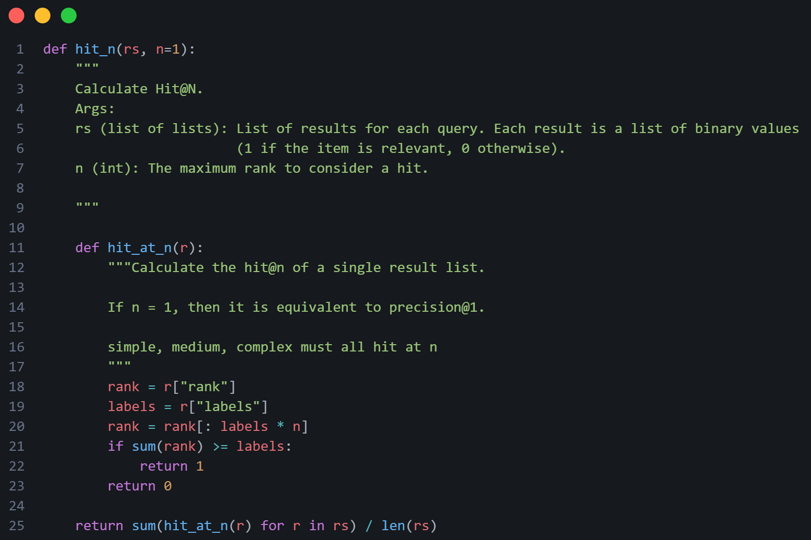 1 def hit_n(rs, n=1):
2     """
3     Calculate Hit@N.
4     Args:
5     rs (list of lists): List of results for each query. Each result is a list of binary values
6                         (1 if the item is relevant, 0 otherwise).
7     n (int): The maximum rank to consider a hit.
8
9     """
10
11     def hit_at_n(r):
12         """Calculate the hit@n of a single result list.
13
14         If n = 1, then it is equivalent to precision@1.
15
16         simple, medium, complex must all hit at n
17         """
18         rank = r["rank"]
19         labels = r["labels"]
20         rank = rank[: labels * n]
21         if sum(rank) >= labels:
22             return 1
23         return 0
24
25     return sum(hit_at_n(r) for r in rs) / len(rs)